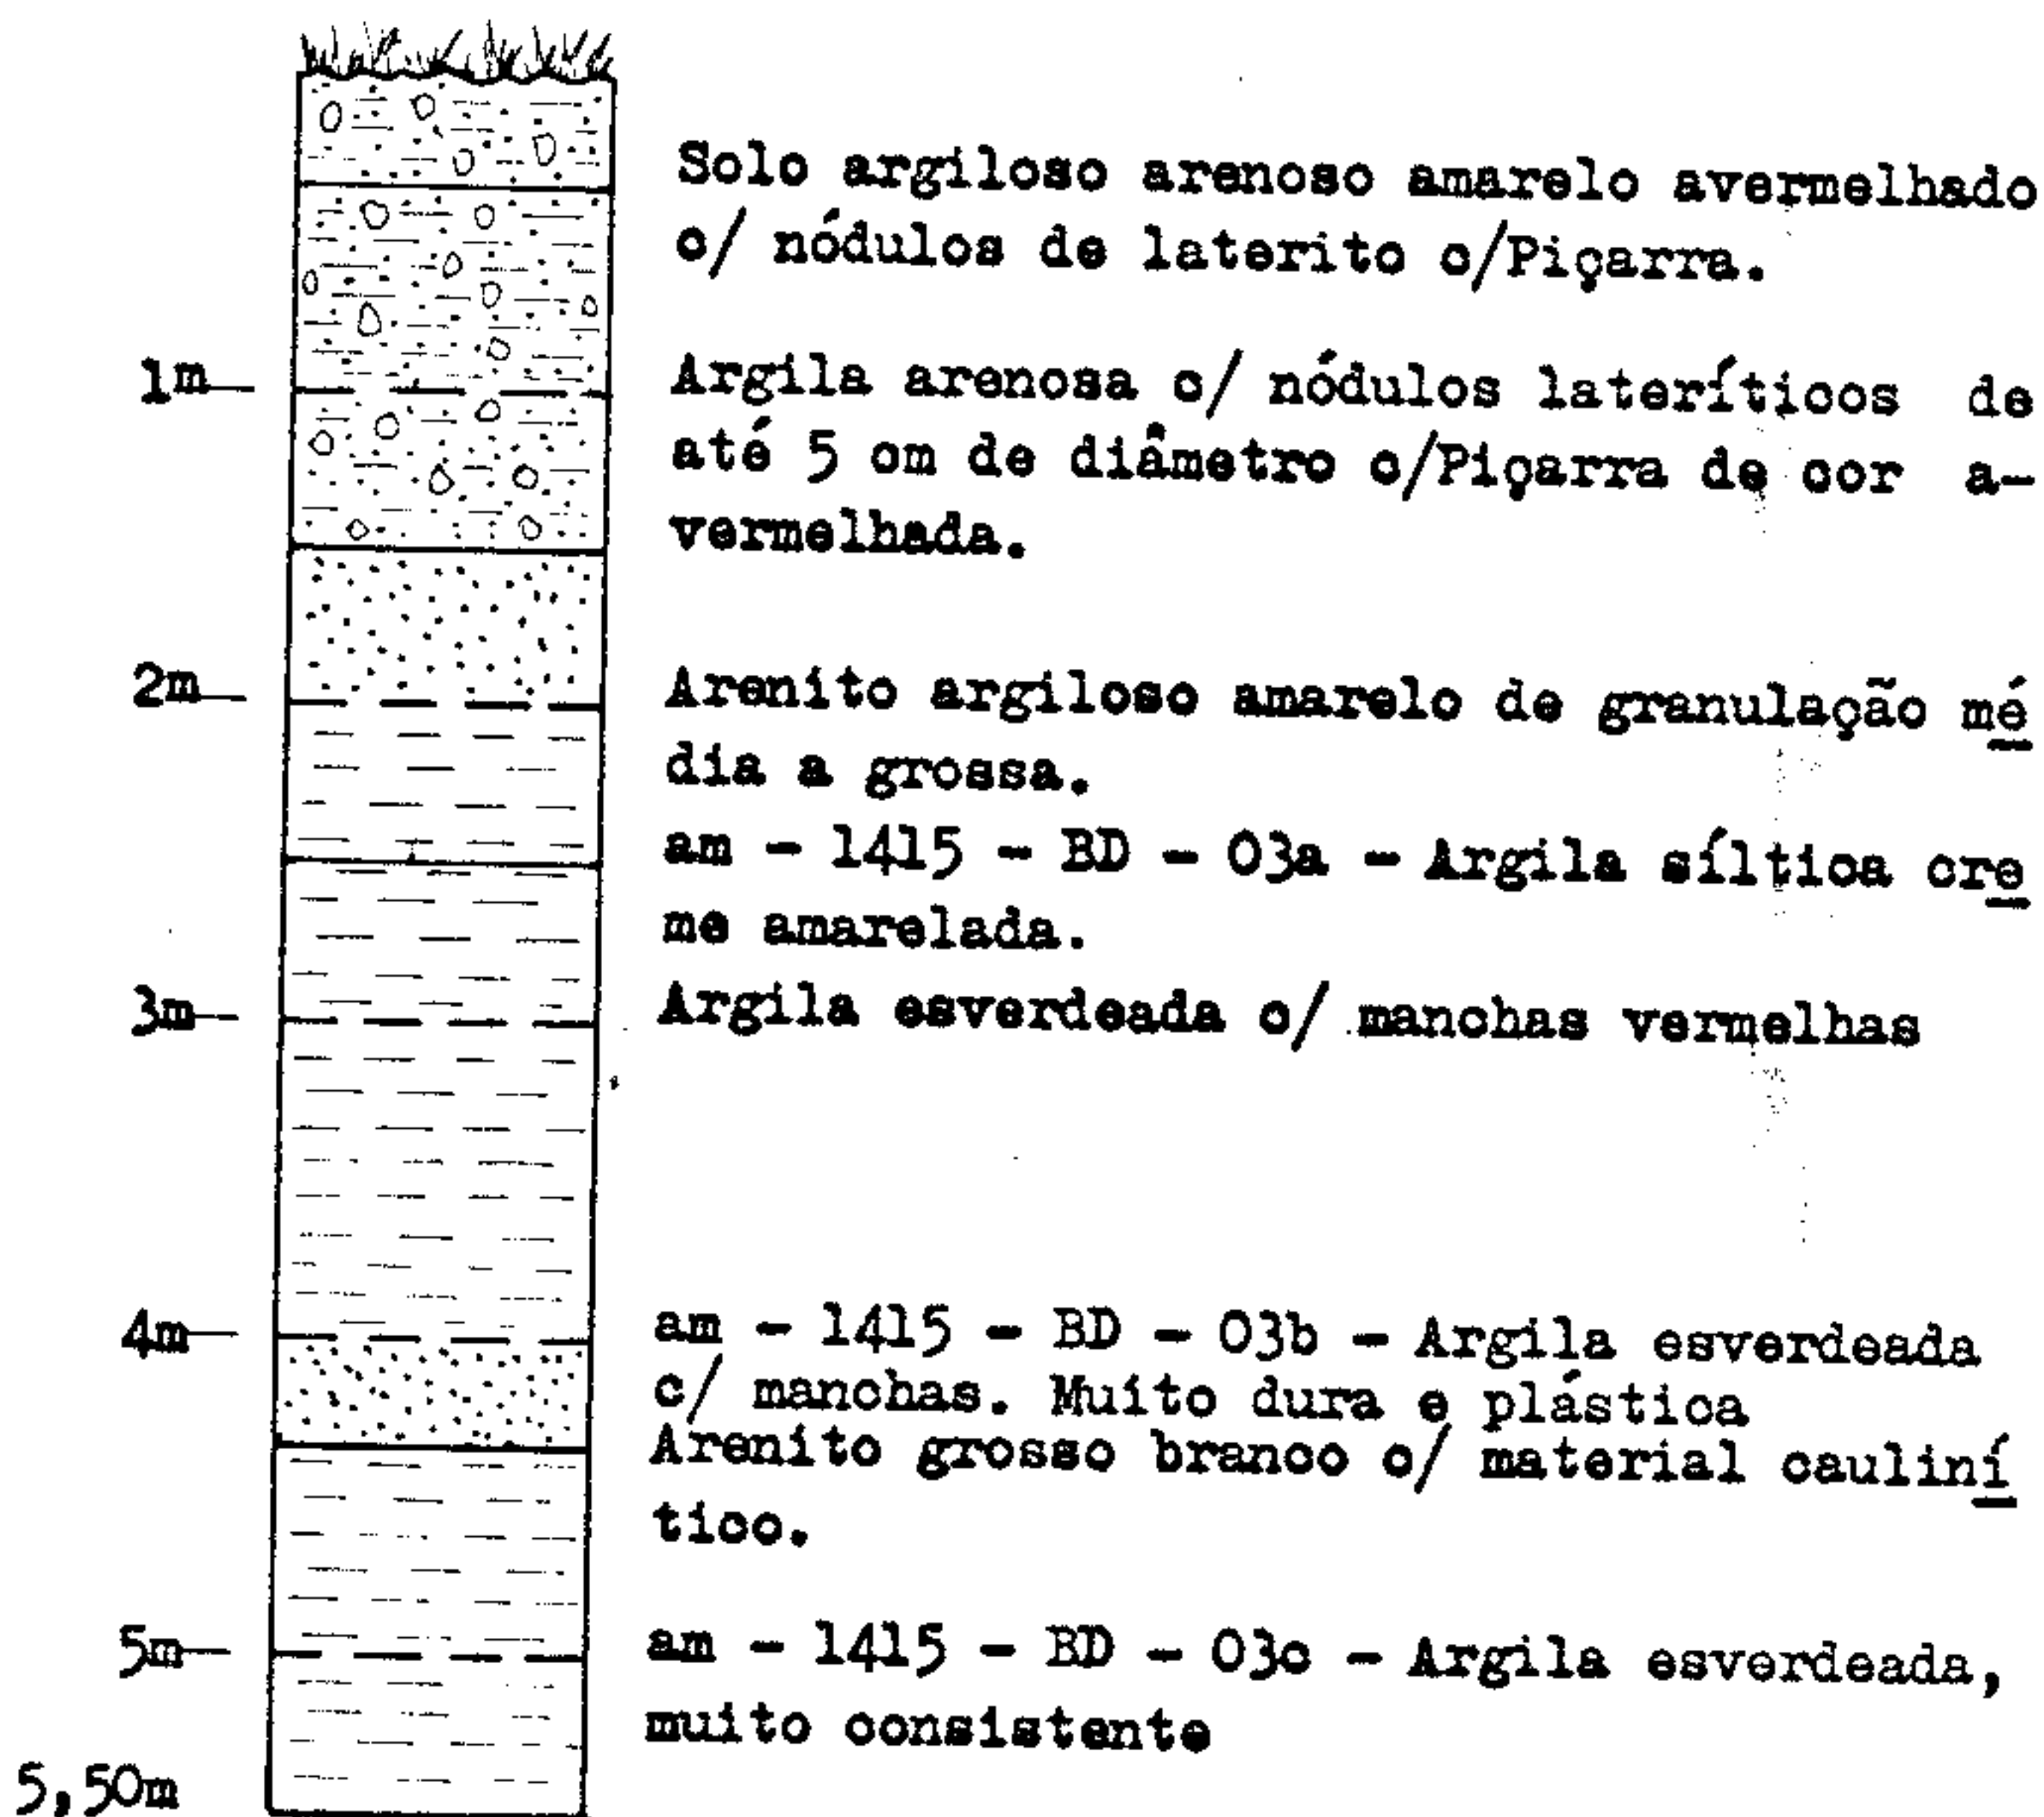 Solo argiloso arenoso amarelo avermelhado
c/ nódulos de laterito c/Piçarra.
1m
Argila arenosa c/ nódulos lateríticos de
até 5 cm de diâmetro c/Piçarra de cor a-
vermelhada.
2m
Arenito argiloso amarelo de granulação mé
dia a grossa.
am - 1415 - BD - 03a - Argila síltica cre
me amarelada.
3m
Argila esverdeada c/ manchas vermelhas
4m
am - 1415 - BD - 03b - Argila esverdeada
c/ manchas. Muito dura e plástica
Arenito grosso branco c/ material cauliní
tico.
5m
am - 1415 - BD - 03c - Argila esverdeada,
muito consistente
5,50m